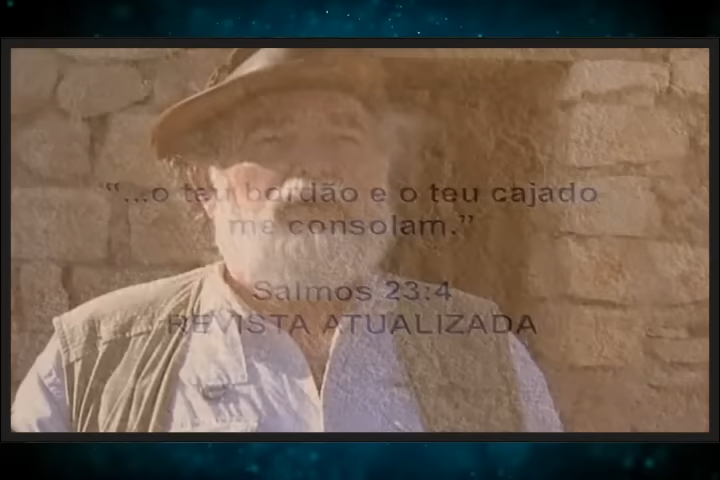 “...o teu bordão e o teu cajado
me consolam.”
Salmos 23:4
REVISTA ATUALIZADA